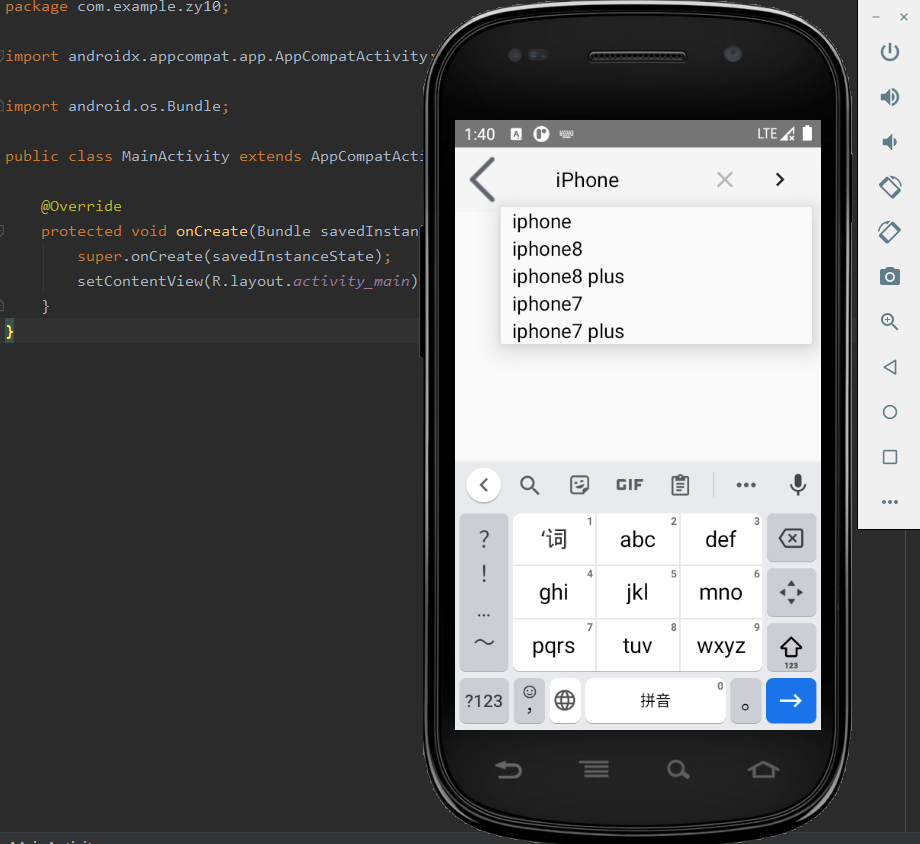 package com.example.zy10;
import androidx.appcompat.app.AppCompatActivity;
import android.os.Bundle;
public class MainActivity extends AppCompatActi
@Override
protected void onCreate(Bundle savedInstan
super.onCreate(savedInstanceState);
setContentView(R.layout.activity_main)
}
}
1:40 LTE
iPhone
iphone
iphone8
iphone8 plus
iphone7
iphone7 plus
GIF
? '词 1 abc 2 def 3
! ghi 4 jkl 5 mno 6
... pqrs 7 tuv 8 wxyz 9 123
~
?123 , 拼音 0 。
MainActivity